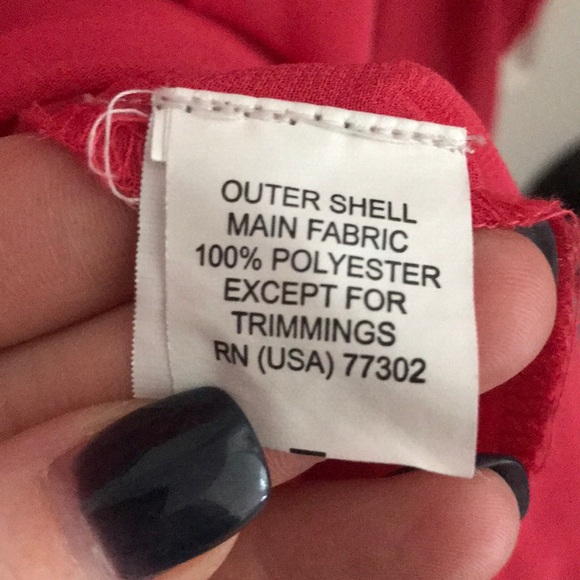 OUTER SHELL
MAIN FABRIC
100% POLYESTER
EXCEPT FOR
TRIMMINGS
RN (USA) 77302